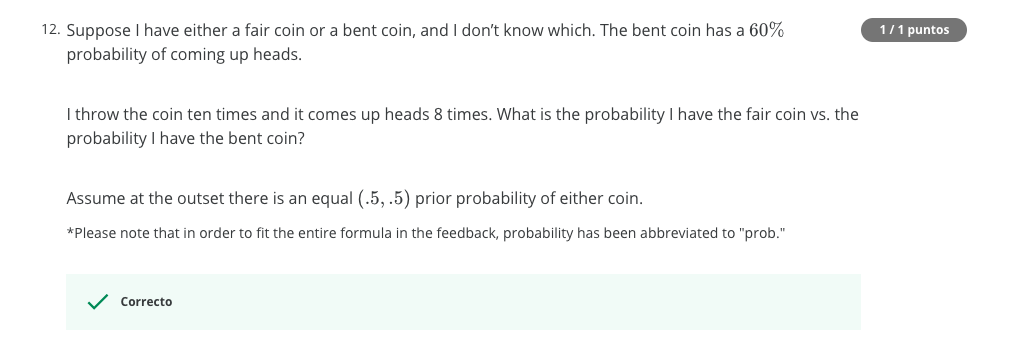 12. Suppose I have either a fair coin or a bent coin, and I don’t know which. The bent coin has a 60%
1 / 1 puntos
probability of coming up heads.
I throw the coin ten times and it comes up heads 8 times. What is the probability I have the fair coin vs. the
probability I have the bent coin?
Assume at the outset there is an equal (.5, .5) prior probability of either coin.
*Please note that in order to fit the entire formula in the feedback, probability has been abbreviated to "prob."
Correcto